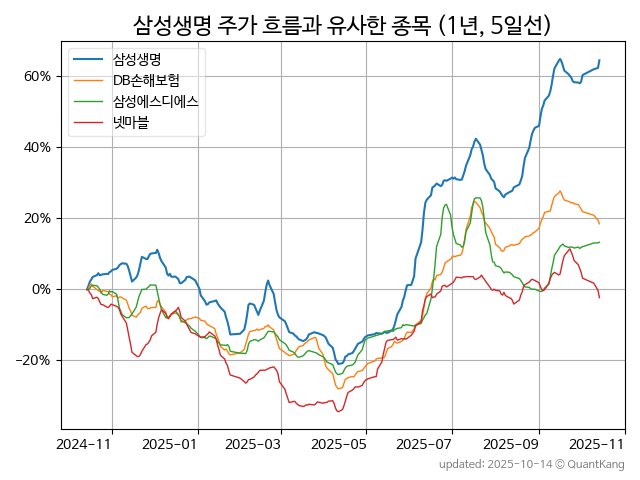 삼성생명 주가 흐름과 유사한 종목 (1년, 5일선)
삼성생명
DB손해보험
삼성에스디에스
넷마블
60%
40%
20%
0%
−20%
2024-11 2025-01 2025-03 2025-05 2025-07 2025-09 2025-11
updated: 2025-10-14 © QuantKang